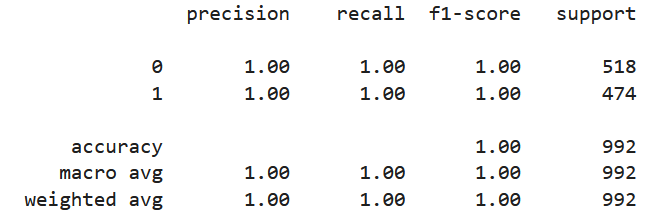 precision recall f1-score support
0 1.00 1.00 1.00 518
1 1.00 1.00 1.00 474
accuracy 1.00 992
macro avg 1.00 1.00 1.00 992
weighted avg 1.00 1.00 1.00 992